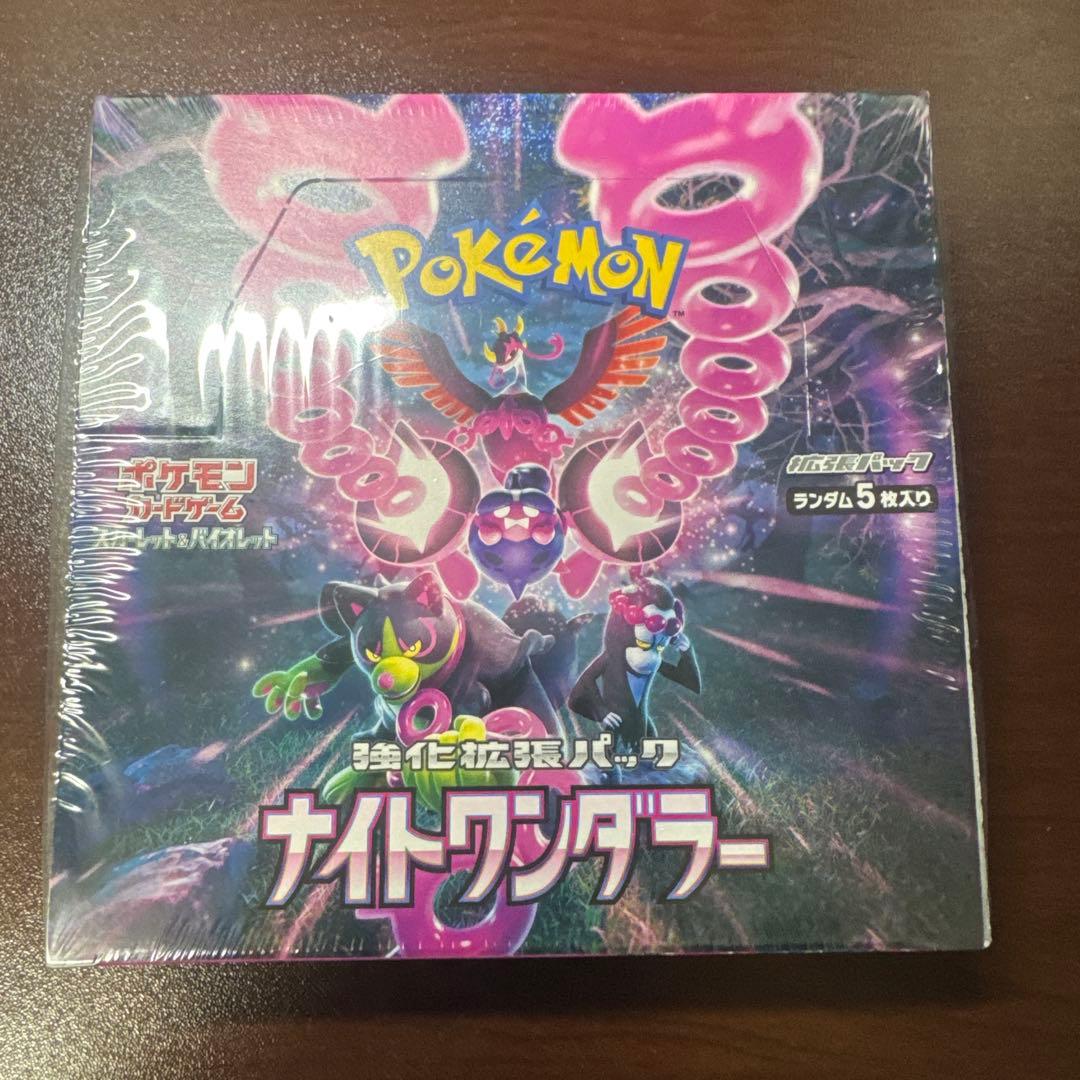 POKéMON
TM
ポケモン
カードゲーム
スカーレット&バイオレット
拡張パック
ランダム5枚入り
強化拡張パック
ナイトワンダラー